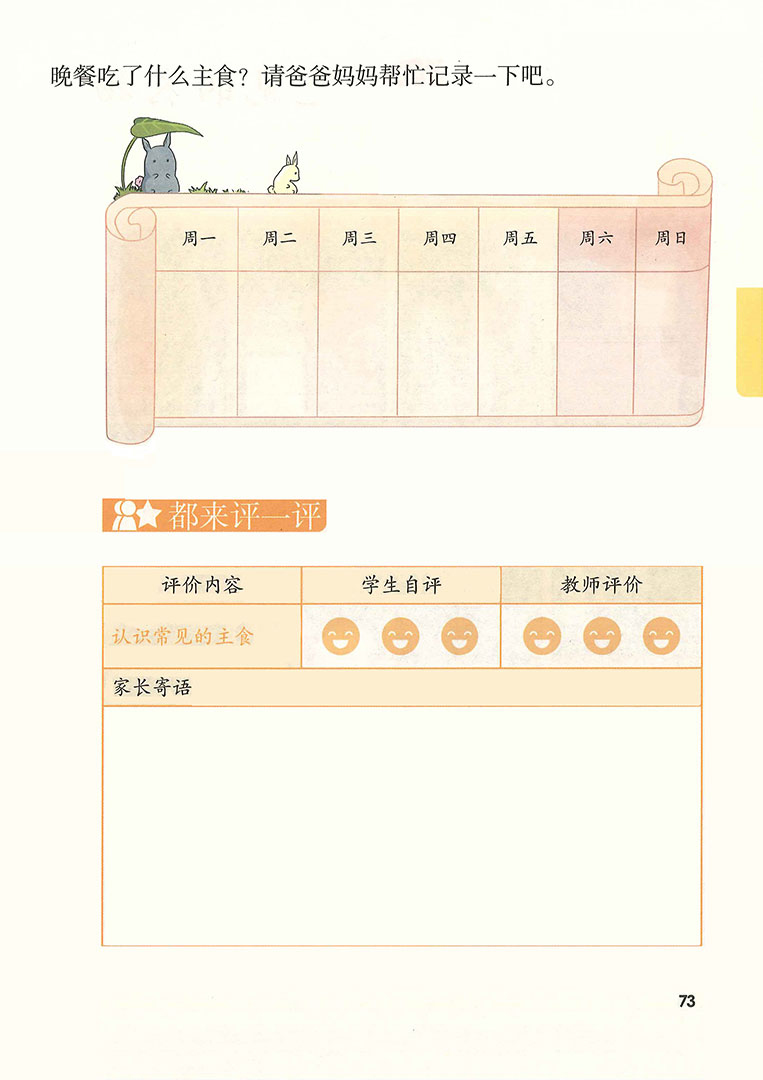 晚餐吃了什么主食？请爸爸妈妈帮忙记录一下吧。
周一 周二 周三 周四 周五 周六 周日
都来评一评
评价内容 学生自评 教师评价
认识常见的主食
家长寄语
73